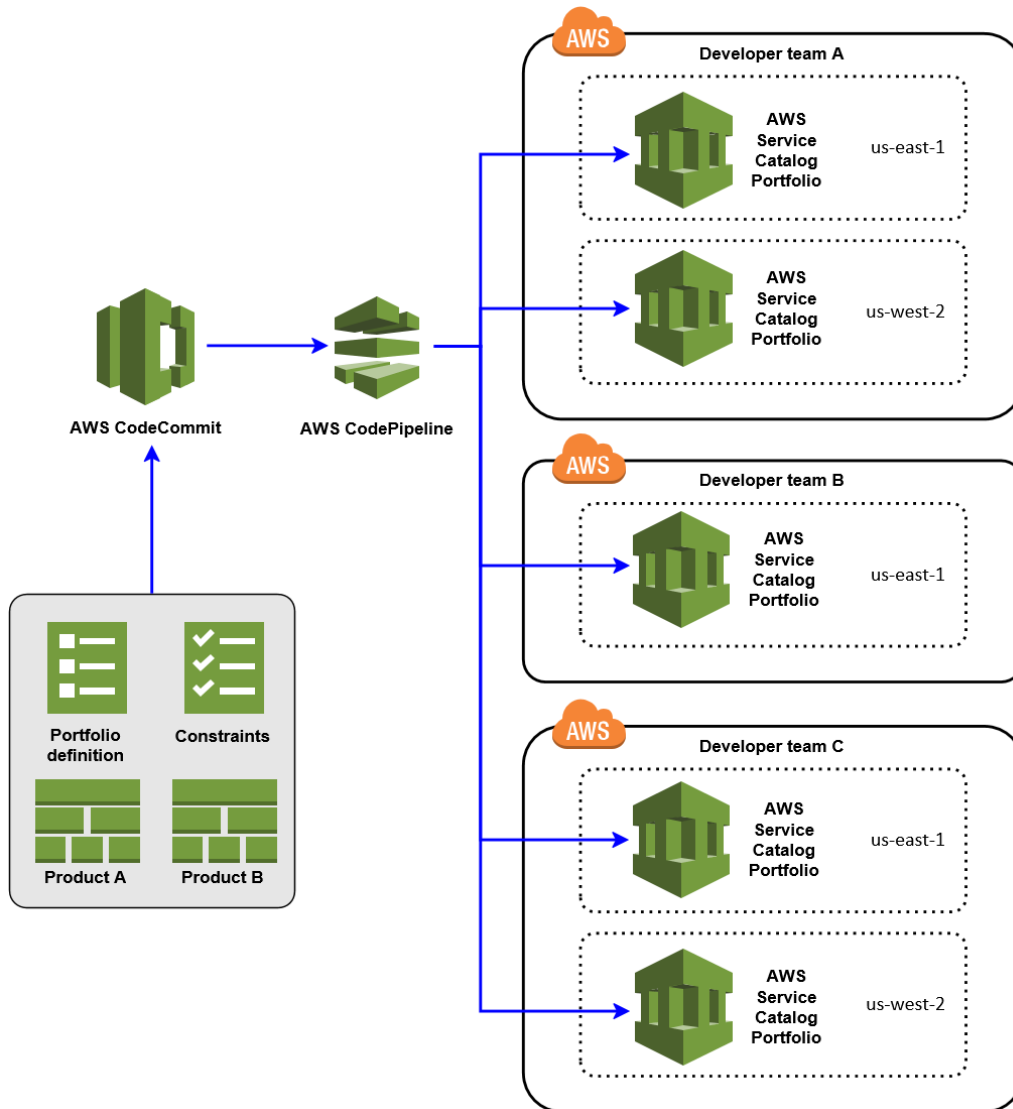 AWS
Developer team A
AWS
Service
Catalog
Portfolio
us-east-1
AWS
Service
Catalog
Portfolio
us-west-2
AWS CodeCommit
AWS CodePipeline
AWS
Developer team B
AWS
Service
Catalog
Portfolio
us-east-1
Portfolio
definition
Constraints
Product A
Product B
AWS
Developer team C
AWS
Service
Catalog
Portfolio
us-east-1
AWS
Service
Catalog
Portfolio
us-west-2